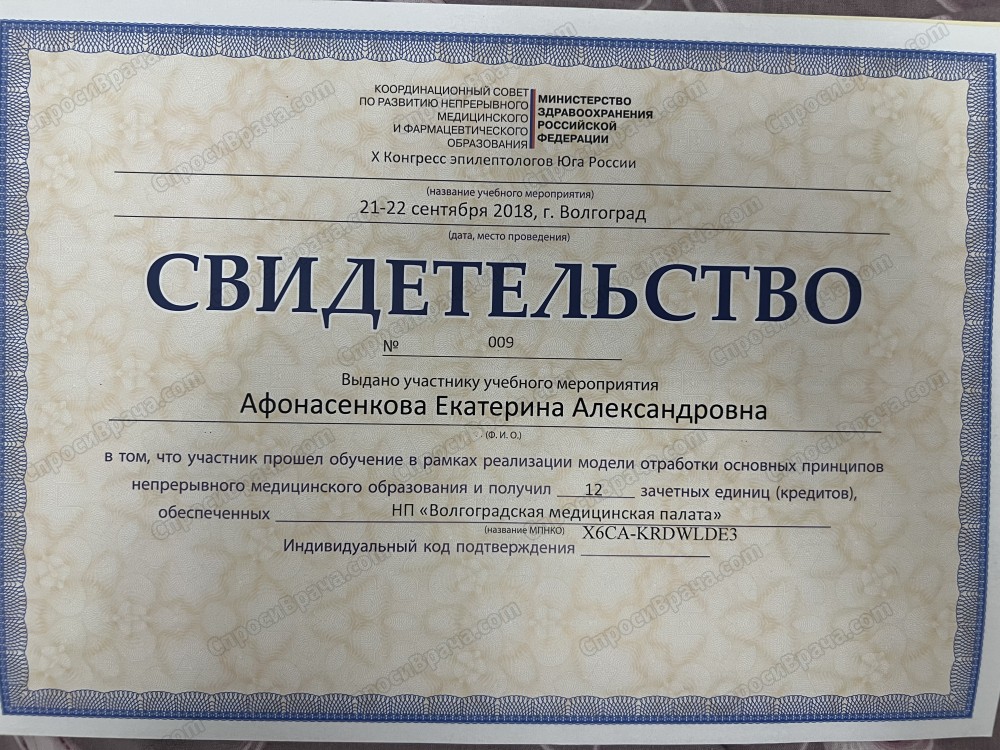 КООРДИНАЦИОННЫЙ СОВЕТ
ПО РАЗВИТИЮ НЕПРЕРЫВНОГО
МЕДИЦИНСКОГО
И ФАРМАЦЕВТИЧЕСКОГО
ОБРАЗОВАНИЯ
МИНИСТЕРСТВО
ЗДРАВООХРАНЕНИЯ
РОССИЙСКОЙ
ФЕДЕРАЦИИ
X Конгресс эпилептологов Юга России
(название учебного мероприятия)
21-22 сентября 2018, г. Волгоград
(дата, место проведения)
СВИДЕТЕЛЬСТВО
№ 009
Выдано участнику учебного мероприятия
Афонасенкова Екатерина Александровна
(Ф. И. О.)
в том, что участник прошел обучение в рамках реализации модели отработки основных принципов
непрерывного медицинского образования и получил 12 зачетных единиц (кредитов),
обеспеченных НП «Волгоградская медицинская палата»
(название МПНКО)
Индивидуальный код подтверждения X6CA-KRDWLDE3
СпросиВрача.com